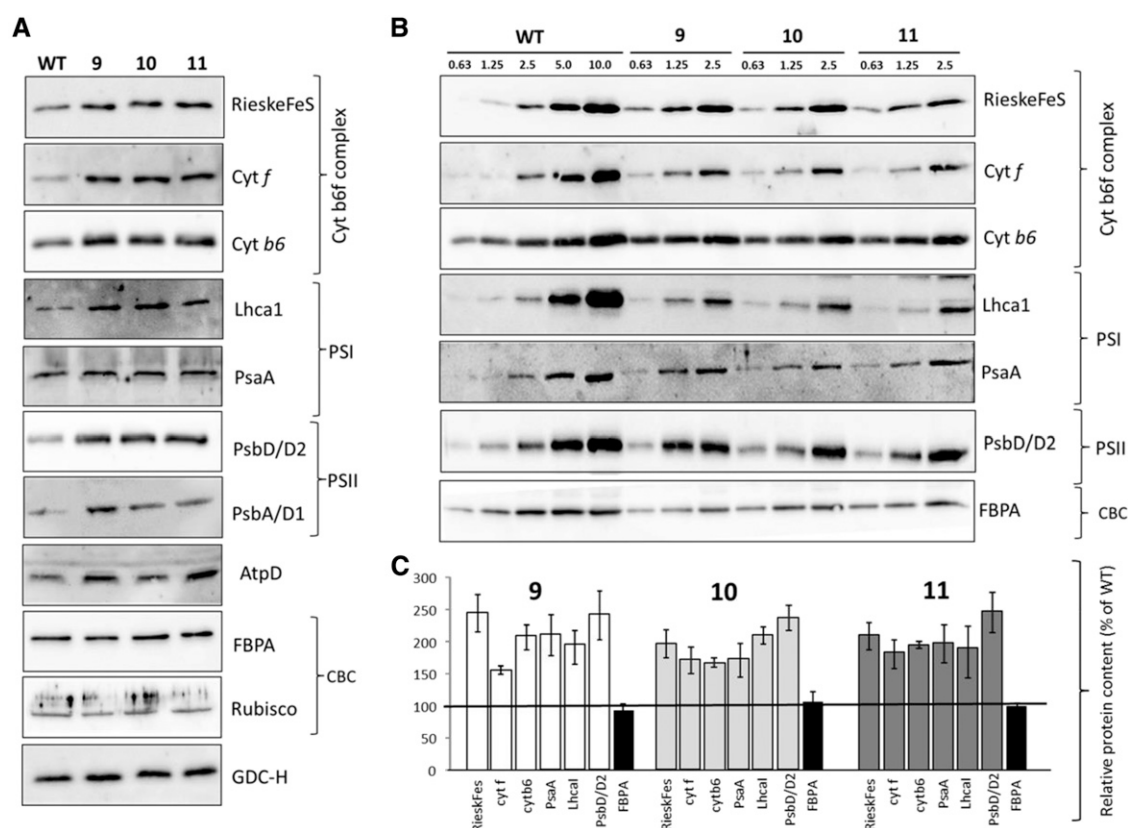 A
WT 9 10 11
RieskeFeS
Cyt f
Cyt b6
Cyt b6f complex
Lhca1
PsaA
PSI
PsbD/D2
PsbA/D1
PSII
AtpD
FBPA
Rubisco
CBC
GDC-H
B
WT 9 10 11
0.63 1.25 2.5 5.0 10.0 0.63 1.25 2.5 0.63 1.25 2.5 0.63 1.25 2.5
RieskeFeS
Cyt f
Cyt b6
Cyt b6f complex
Lhca1
PsaA
PSI
PsbD/D2
PSII
FBPA
CBC
C
9 10 11
300
250
200
150
100
50
0
RieskFes cyt f cytb6 PsaA LhcaI PsbD/D2 FBPA
RieskFes cyt f cytb6 PsaA LhcaI PsbD/D2 FBPA
RieskFes cyt f cytb6 PsaA LhcaI PsbD/D2 FBPA
Relative protein content (% of WT)